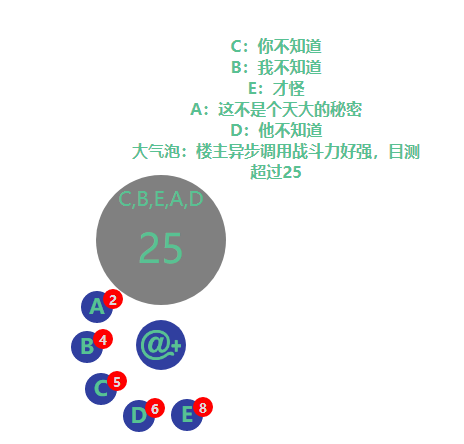 C：你不知道
B：我不知道
E：才怪
A：这不是个天大的秘密
D：他不知道
大气泡：楼主异步调用战斗力好强，目测
超过25
C,B,E,A,D
25
A 2
B 4
@+
C 5
D 6
E 8